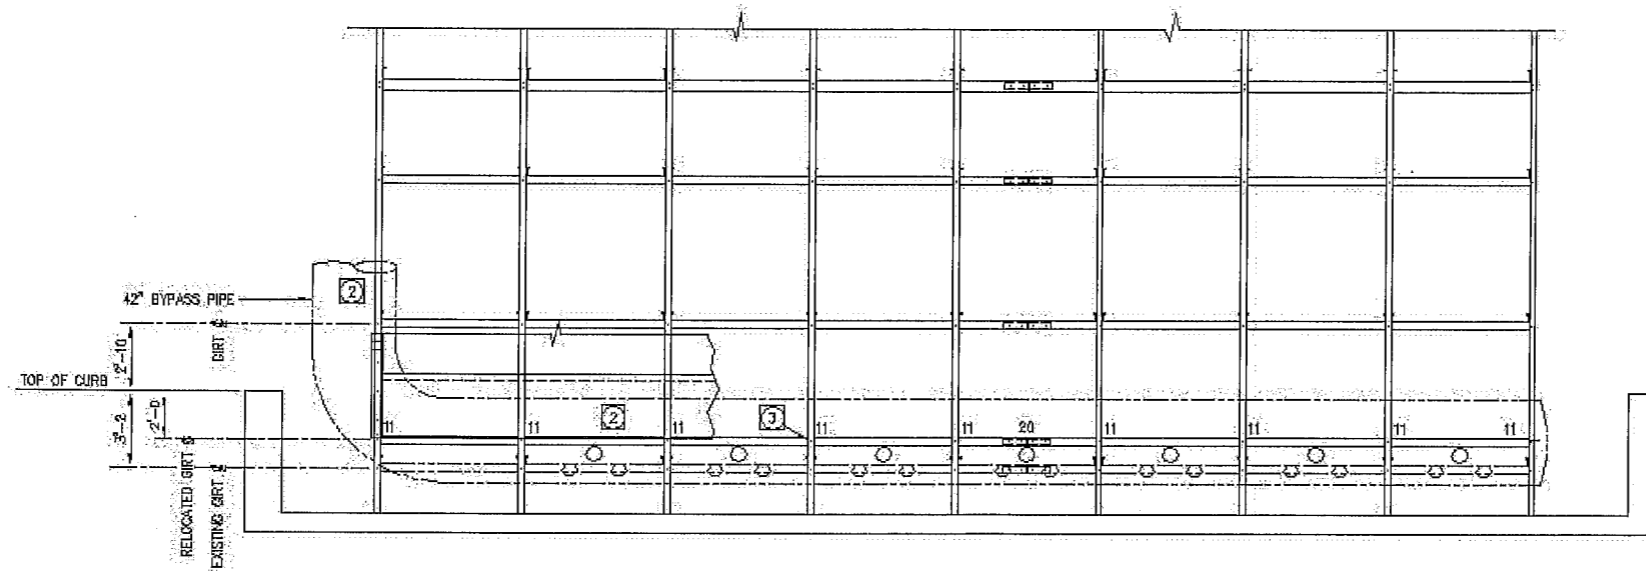 42" BYPASS PIPE
2
GIRT ℄
2'-10
TOP OF CURB
3'-2
2'-0
RELOCATED GIRT ℄
EXISTING GIRT ℄
2
3
11 11 11 11 11 20 11 11 11 11